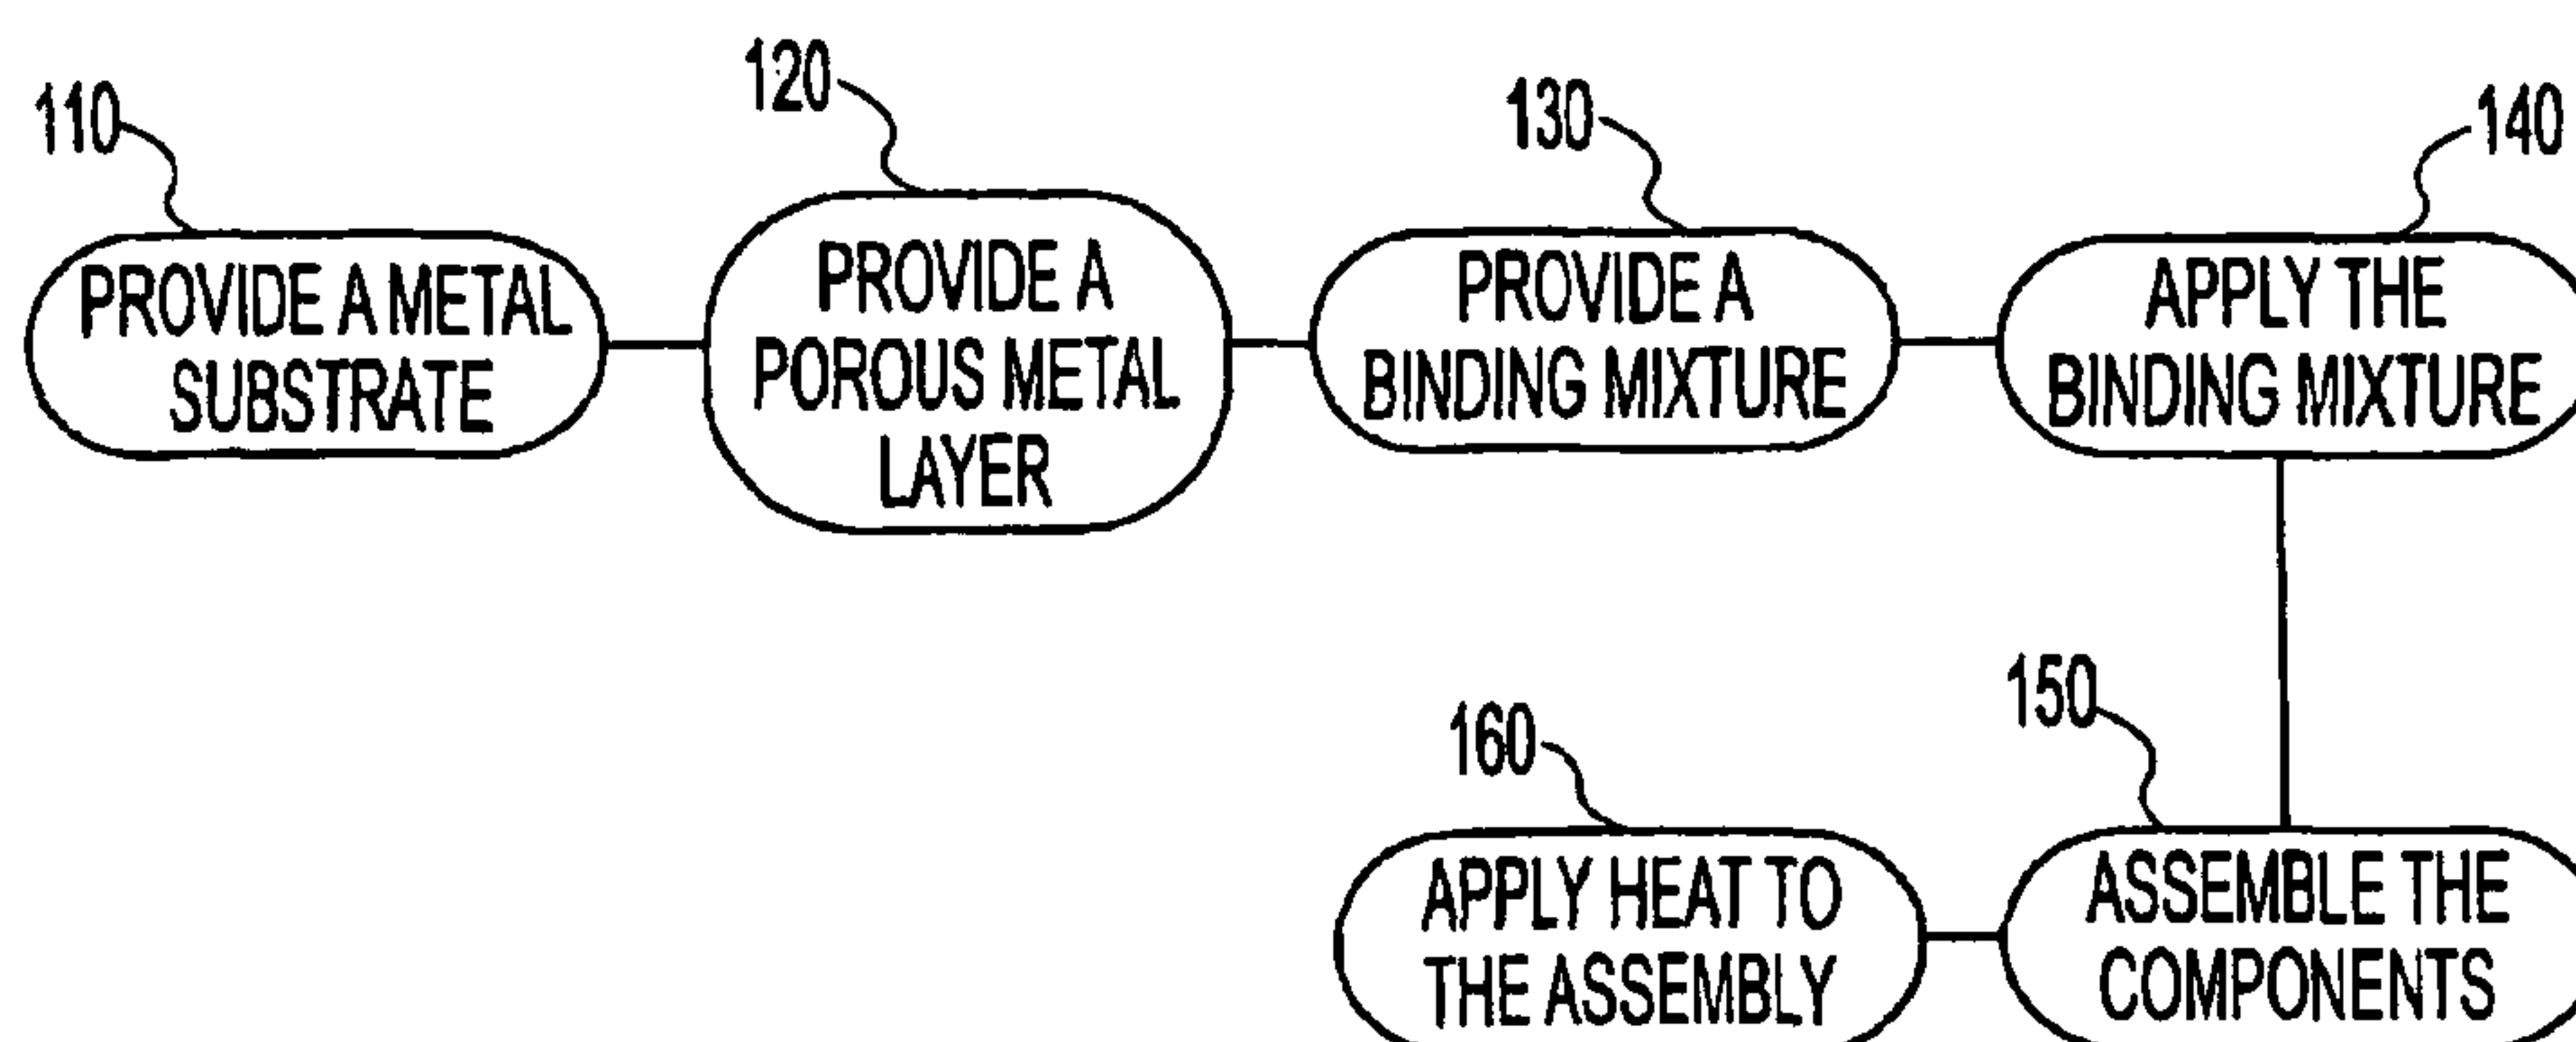 110
PROVIDE A METAL
SUBSTRATE
120
PROVIDE A
POROUS METAL
LAYER
130
PROVIDE A
BINDING MIXTURE
140
APPLY THE
BINDING MIXTURE
150
ASSEMBLE THE
COMPONENTS
160
APPLY HEAT TO
THE ASSEMBLY